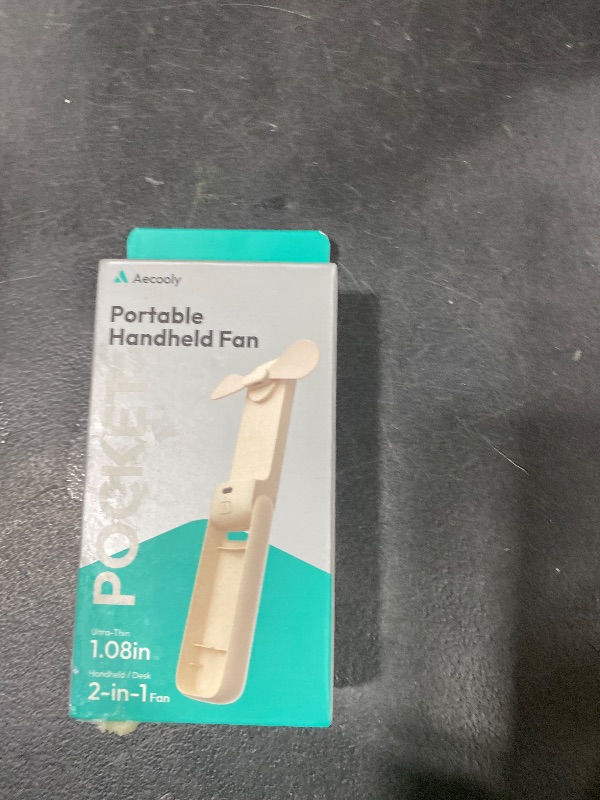 Aecooly
Portable
Handheld Fan
POCKET
Ultra-Thin
1.08in
Handheld / Desk
2-in-1 Fan